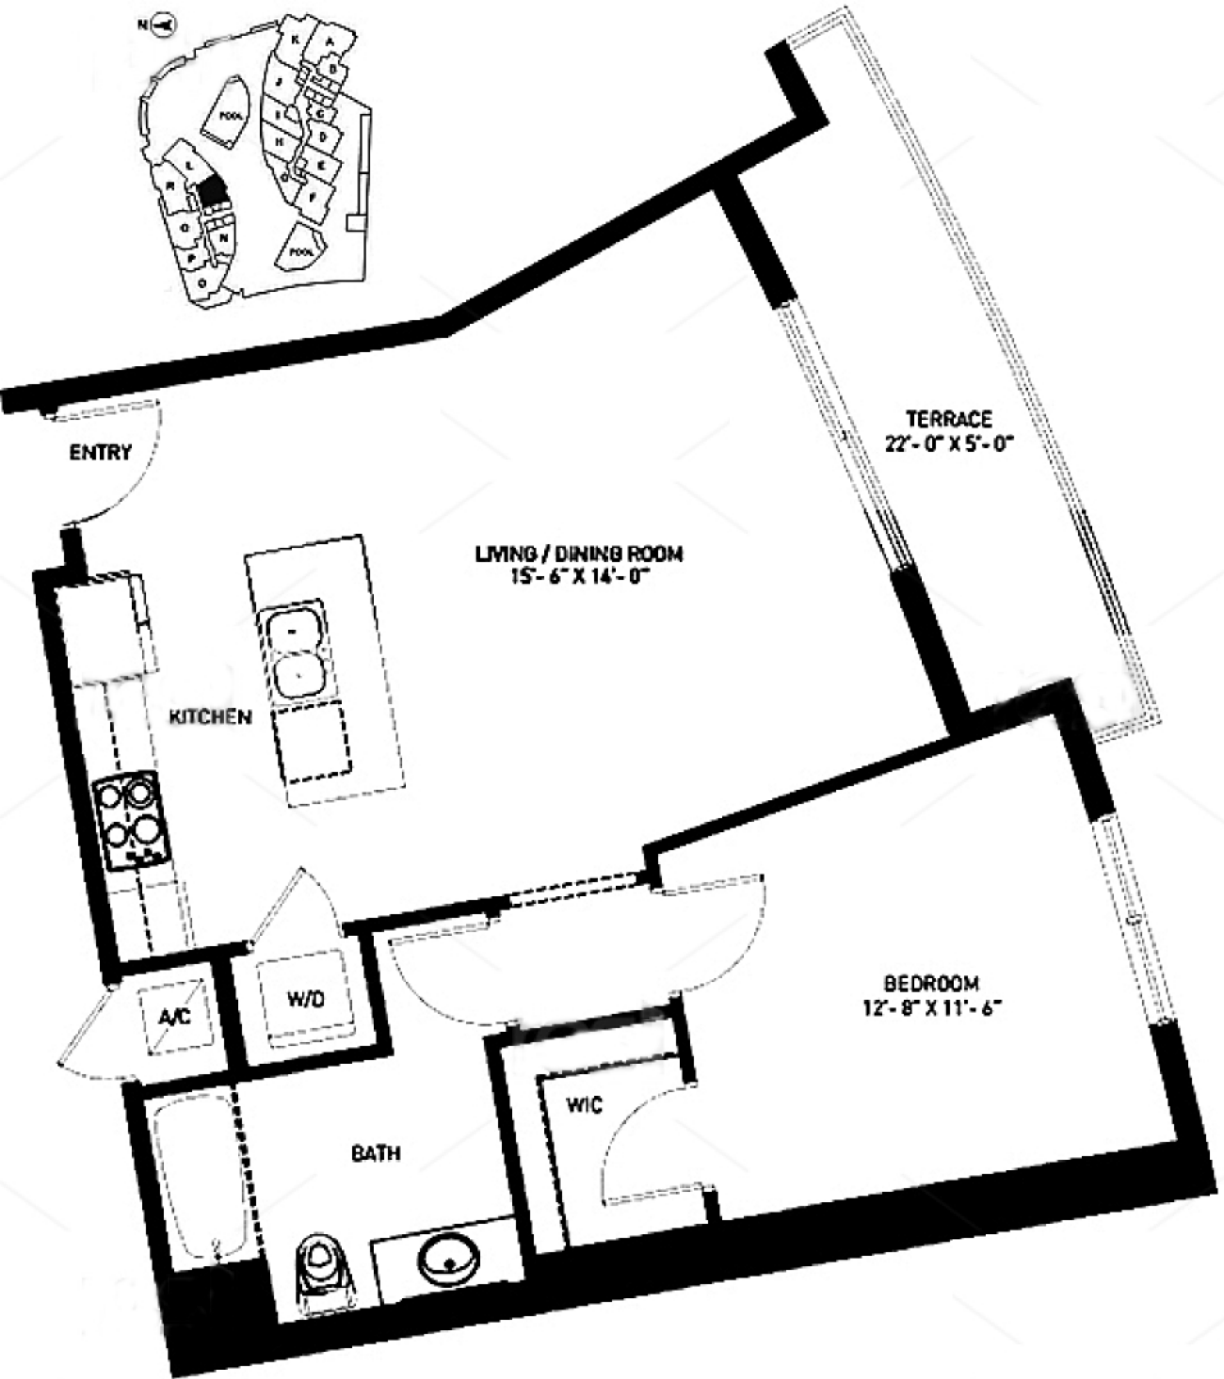 N
K
A
B
J
POOL
I
C
H
D
L
E
M
G
F
O
N
POOL
P
Q
ENTRY
TERRACE
22'- 0" X 5'- 0"
LIVING / DINING ROOM
15'- 6" X 14'- 0"
KITCHEN
BEDROOM
12'- 8" X 11'- 6"
W/D
A/C
WIC
BATH